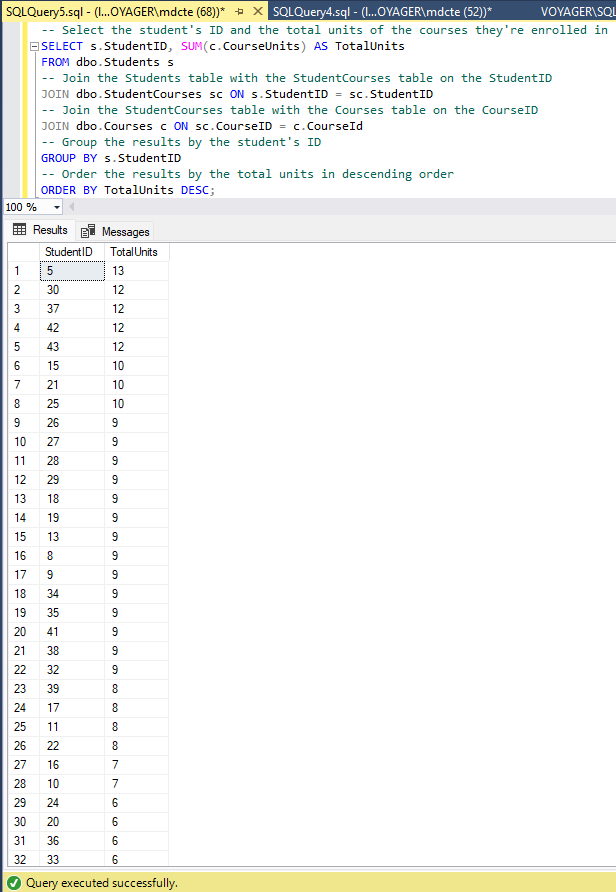 SQLQuery5.sql - (l...OYAGER\mdcte (68))* SQLQuery4.sql - (l...OYAGER\mdcte (52))* VOYAGER\SQL
-- Select the student's ID and the total units of the courses they're enrolled in
SELECT s.StudentID, SUM(c.CourseUnits) AS TotalUnits
FROM dbo.Students s
-- Join the Students table with the StudentCourses table on the StudentID
JOIN dbo.StudentCourses sc ON s.StudentID = sc.StudentID
-- Join the StudentCourses table with the Courses table on the CourseID
JOIN dbo.Courses c ON sc.CourseID = c.CourseId
-- Group the results by the student's ID
GROUP BY s.StudentID
-- Order the results by the total units in descending order
ORDER BY TotalUnits DESC;
100 %
Results Messages
StudentID TotalUnits
1 5 13
2 30 12
3 37 12
4 42 12
5 43 12
6 15 10
7 21 10
8 25 10
9 26 9
10 27 9
11 28 9
12 29 9
13 18 9
14 19 9
15 13 9
16 8 9
17 9 9
18 34 9
19 35 9
20 41 9
21 38 9
22 32 9
23 39 8
24 17 8
25 11 8
26 22 8
27 16 7
28 10 7
29 24 6
30 20 6
31 36 6
32 33 6
Query executed successfully.